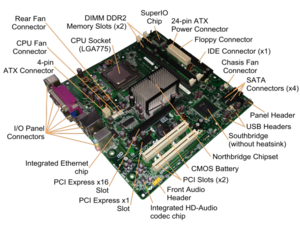 Rear Fan
Connector
DIMM DDR2
Memory Slots (x2)
SuperIO
Chip
24-pin ATX
Power Connector
Floppy Connector
CPU Fan
Connector
CPU Socket
(LGA775)
IDE Connector (x1)
4-pin
ATX Connector
Chasis Fan
Connector
SATA
Connectors (x4)
I/O Panel
Connectors
Panel Header
USB Headers
Southbridge
(without heatsink)
Integrated Ethernet
chip
Northbridge Chipset
CMOS Battery
PCI Express x16
Slot
PCI Slots (x2)
PCI Express x1
Slot
Front Audio
Header
Integrated HD-Audio
codec chip